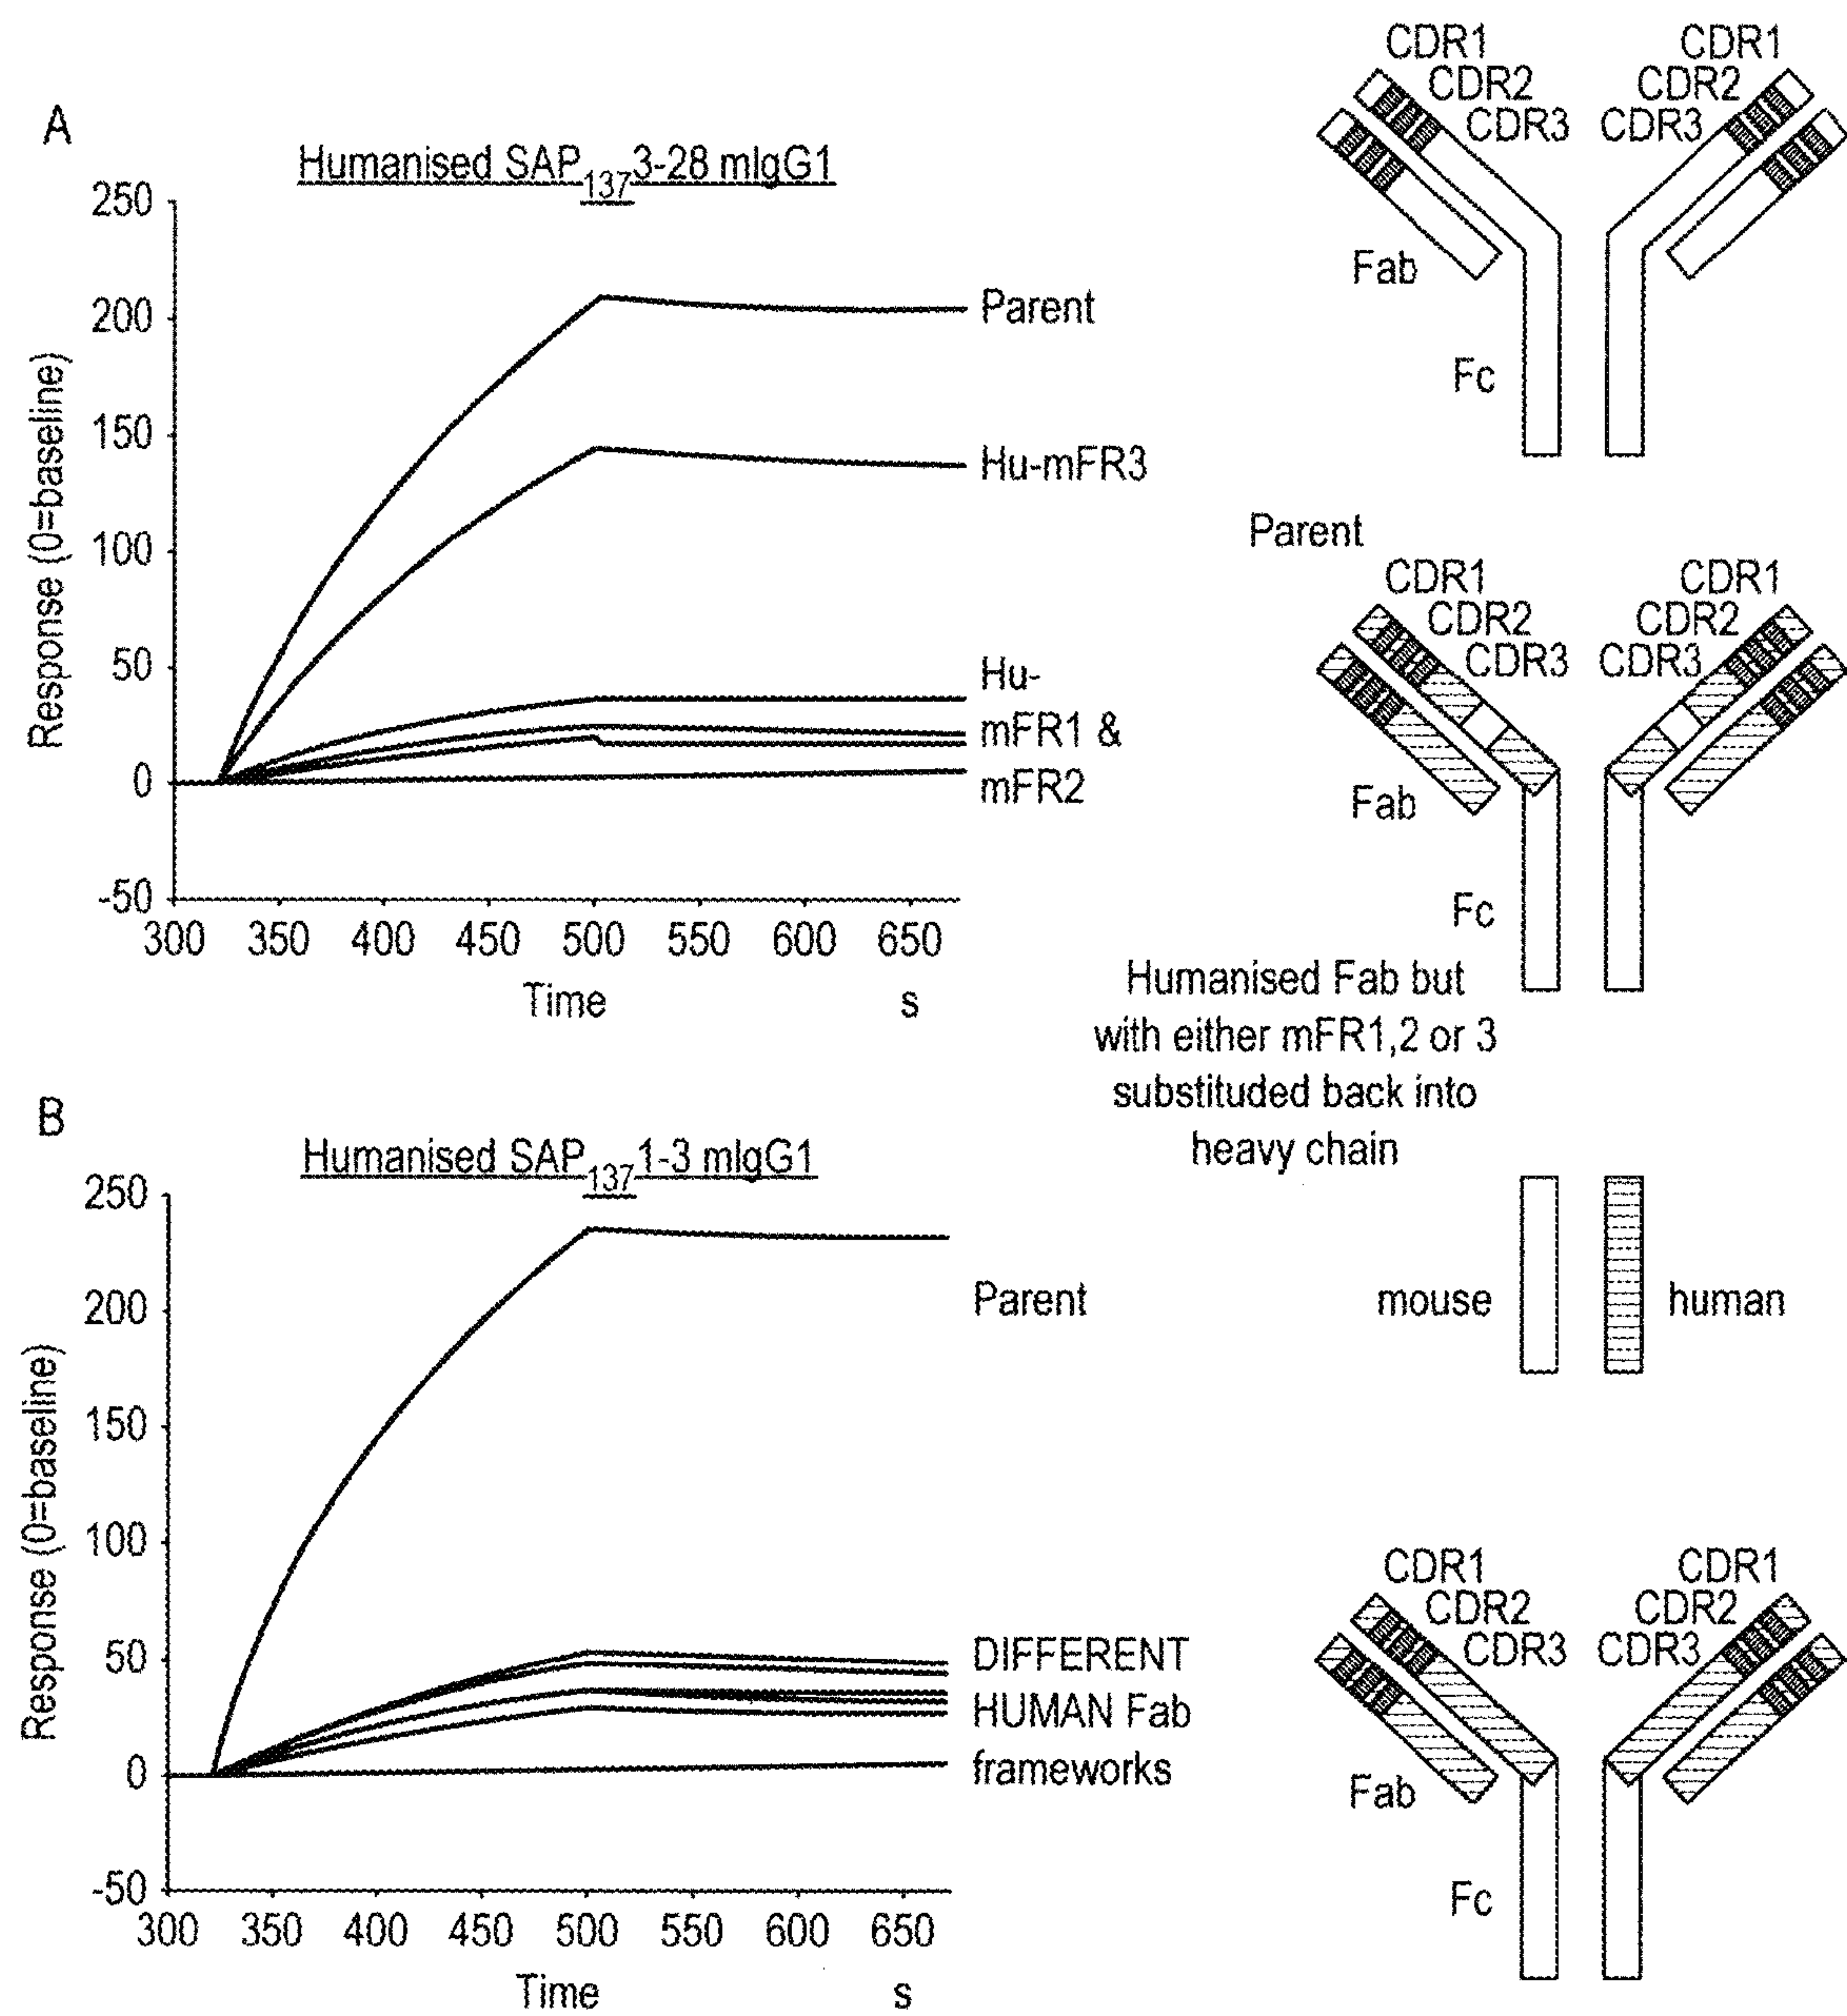 A
Humanised SAP1373-28 mIgG1
Response (0=baseline)
250
200
150
100
50
0
-50
300 350 400 450 500 550 600 650
Time s
Parent
Hu-mFR3
Hu-
mFR1 &
mFR2
CDR1 CDR1
CDR2 CDR2
CDR3 CDR3
Fab
Fc
Parent
CDR1 CDR1
CDR2 CDR2
CDR3 CDR3
Fab
Fc
Humanised Fab but
with either mFR1,2 or 3
substituded back into
heavy chain
mouse human
B
Humanised SAP1371-3 mIgG1
Response (0=baseline)
250
200
150
100
50
0
-50
300 350 400 450 500 550 600 650
Time s
Parent
DIFFERENT
HUMAN Fab
frameworks
CDR1 CDR1
CDR2 CDR2
CDR3 CDR3
Fab
Fc